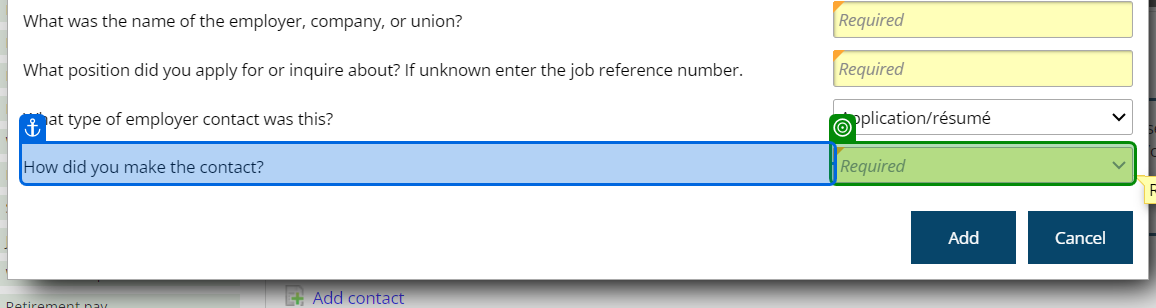 What was the name of the employer, company, or union?
Required
What position did you apply for or inquire about? If unknown enter the job reference number.
Required
hat type of employer contact was this?
plication/résumé
How did you make the contact?
Required
Add
Cancel
Retirement pay
Add contact